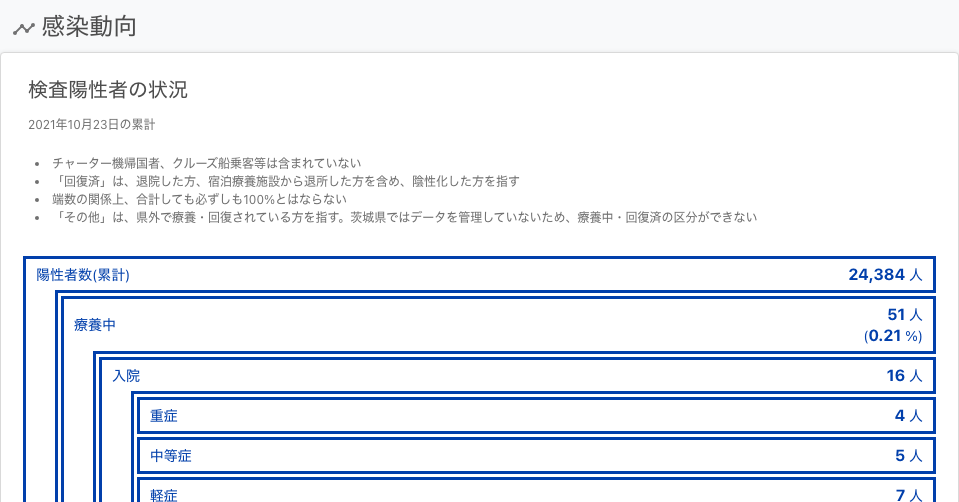 感染動向
検査陽性者の状況
2021年10月23日の累計
• チャーター機帰国者、クルーズ船乗客等は含まれていない
• 「回復済」は、退院した方、宿泊療養施設から退所した方を含め、陰性化した方を指す
• 端数の関係上、合計しても必ずしも100%とはならない
• 「その他」は、県外で療養・回復されている方を指す。茨城県ではデータを管理していないため、療養中・回復済の区分ができない
陽性者数(累計) 24,384 人
療養中 51 人
(0.21 %)
入院 16 人
重症 4 人
中等症 5 人
軽症 7 人